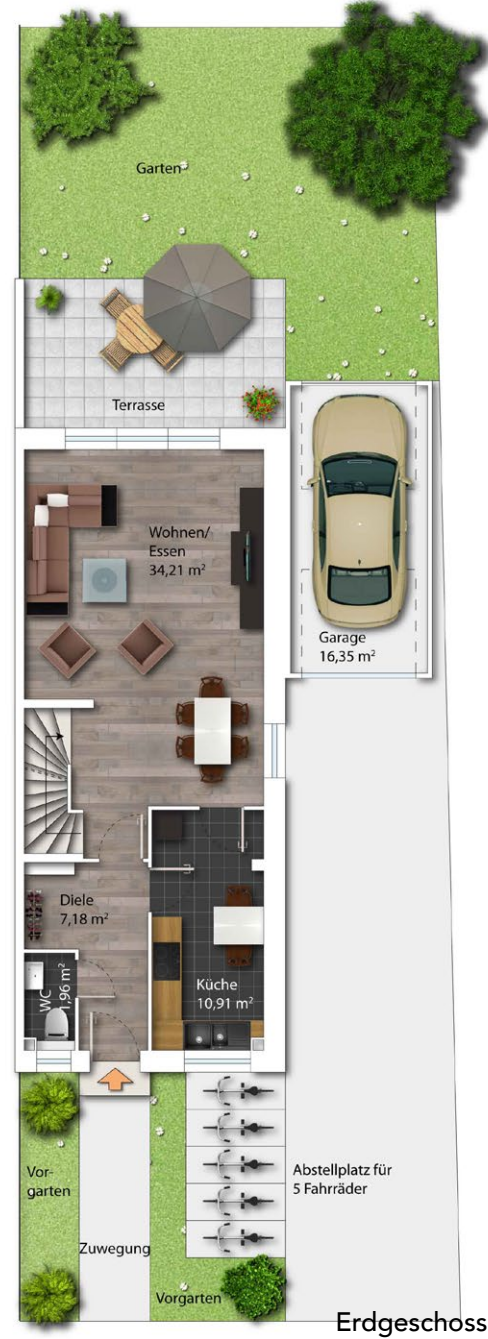 Garten
Terrasse
Wohnen/
Essen
34,21 m²
Garage
16,35 m²
Diele
7,18 m²
WC
1,96 m²
Küche
10,91 m²
Vor-
garten
Abstellplatz für
5 Fahrräder
Zuwegung
Vorgarten
Erdgeschoss